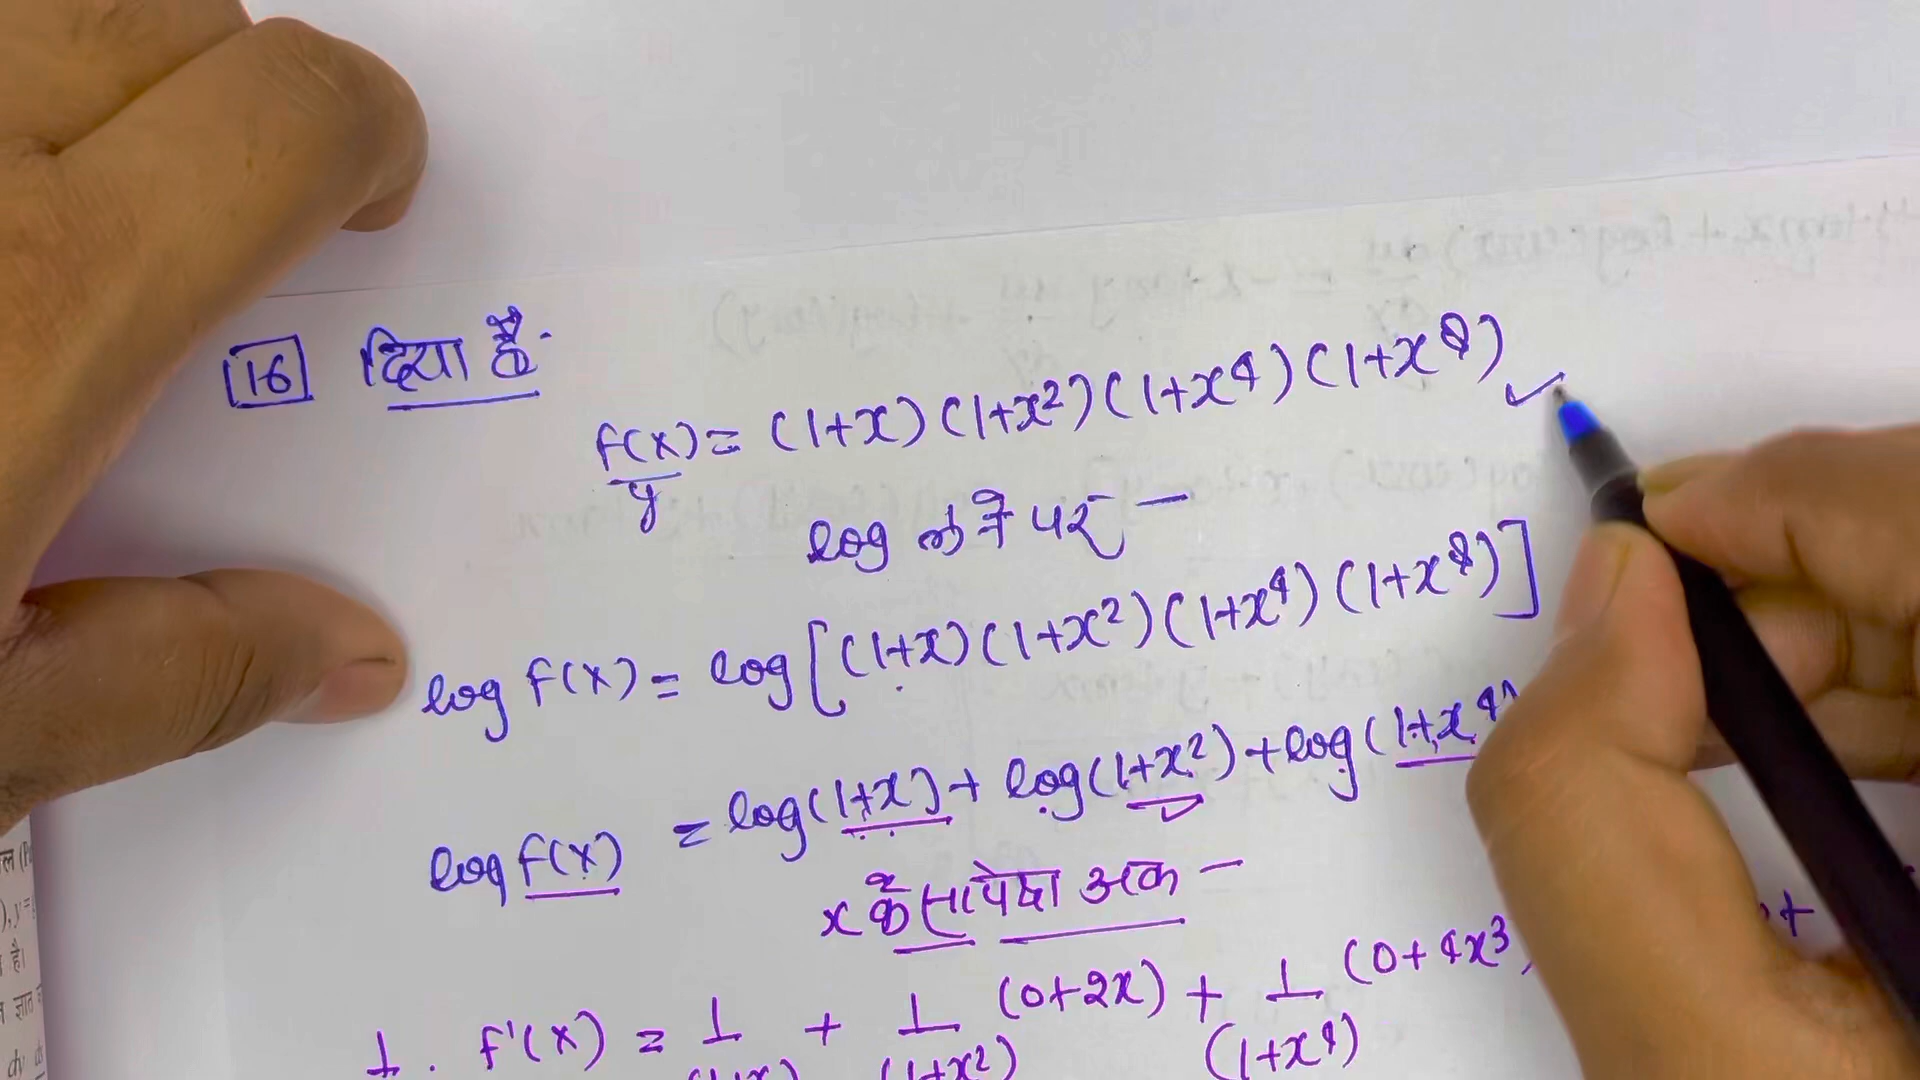 16 दिया है-
f(x) = (1+x)(1+x²)(1+x⁴)(1+x⁸)
y
log लेने पर —
log f(x) = log[(1+x)(1+x²)(1+x⁴)(1+x⁸)]
log f(x) = log(1+x) + log(1+x²) + log(1+x⁴)
x के सापेक्ष अवकलन —
1 . f'(x) = 1 + 1 (0+2x) + 1 (0+4x³) +
(1+x) (1+x²) (1+x⁴)